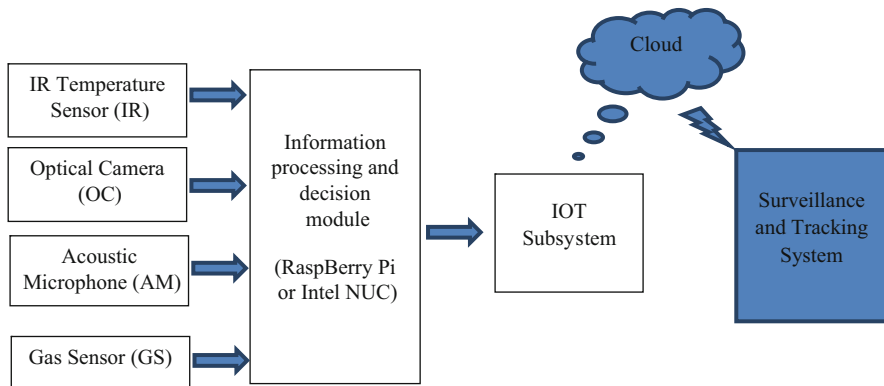 IR Temperature
Sensor (IR)
Optical Camera
(OC)
Acoustic
Microphone (AM)
Gas Sensor (GS)
Information
processing and
decision
module
(RaspBerry Pi
or Intel NUC)
IOT
Subsystem
Cloud
Surveillance
and Tracking
System